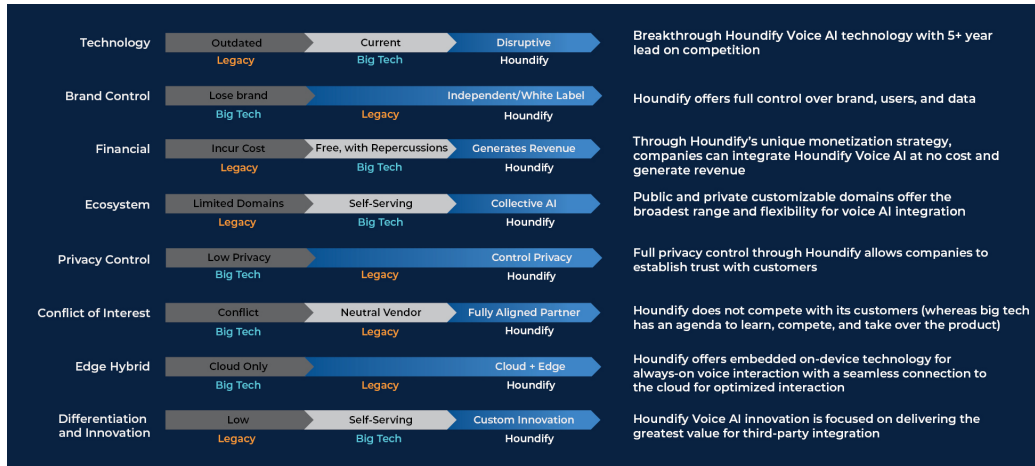 Technology
Outdated
Current
Disruptive
Legacy
Big Tech
Houndify
Breakthrough Houndify Voice AI technology with 5+ year
lead on competition
Brand Control
Lose brand
Independent/White Label
Big Tech
Legacy
Houndify
Houndify offers full control over brand, users, and data
Financial
Incur Cost
Free, with Repercussions
Generates Revenue
Legacy
Big Tech
Houndify
Through Houndify's unique monetization strategy,
companies can integrate Houndify Voice AI at no cost and
generate revenue
Ecosystem
Limited Domains
Self-Serving
Collective AI
Legacy
Big Tech
Houndify
Public and private customizable domains offer the
broadest range and flexibility for voice AI integration
Privacy Control
Low Privacy
Control Privacy
Big Tech
Legacy
Houndify
Full privacy control through Houndify allows companies to
establish trust with customers
Conflict of Interest
Conflict
Neutral Vendor
Fully Aligned Partner
Big Tech
Legacy
Houndify
Houndify does not compete with its customers (whereas big tech
has an agenda to learn, compete, and take over the product)
Edge Hybrid
Cloud Only
Cloud + Edge
Big Tech
Legacy
Houndify
Houndify offers embedded on-device technology for
always-on voice interaction with a seamless connection to
the cloud for optimized interaction
Differentiation
and Innovation
Low
Self-Serving
Custom Innovation
Legacy
Big Tech
Houndify
Houndify Voice AI innovation is focused on delivering the
greatest value for third-party integration